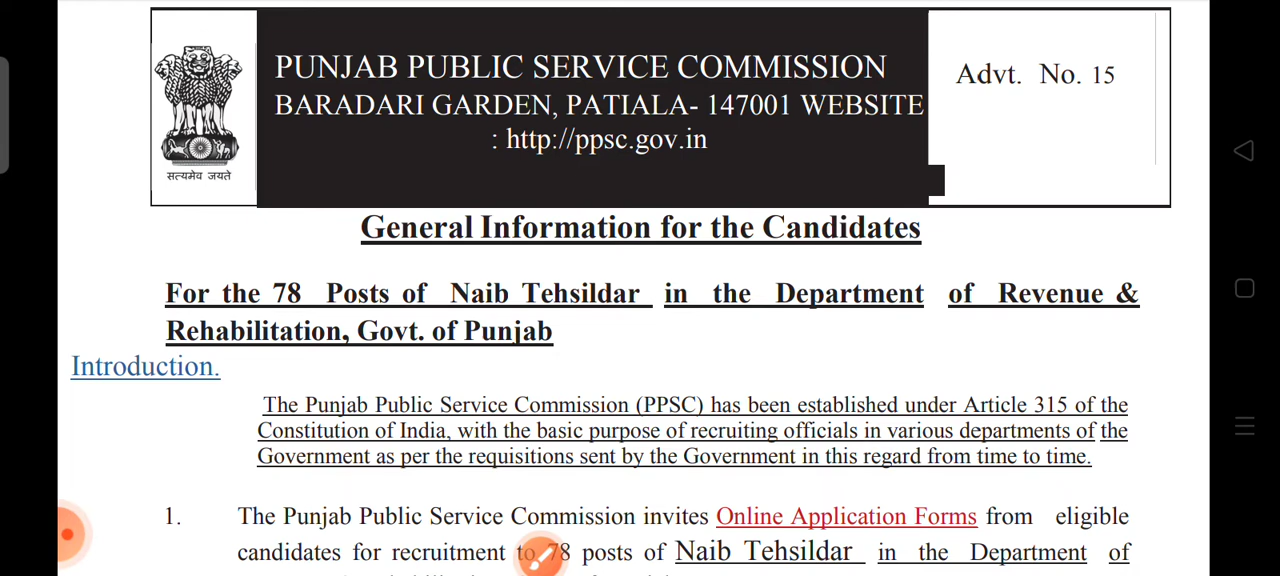 PUNJAB PUBLIC SERVICE COMMISSION
BARADARI GARDEN, PATIALA- 147001 WEBSITE
: http://ppsc.gov.in
Advt. No. 15
सत्यमेव जयते
General Information for the Candidates
For the 78 Posts of Naib Tehsildar in the Department of Revenue &
Rehabilitation, Govt. of Punjab
Introduction.
The Punjab Public Service Commission (PPSC) has been established under Article 315 of the
Constitution of India, with the basic purpose of recruiting officials in various departments of the
Government as per the requisitions sent by the Government in this regard from time to time.
1. The Punjab Public Service Commission invites Online Application Forms from eligible
candidates for recruitment to 78 posts of Naib Tehsildar in the Department of